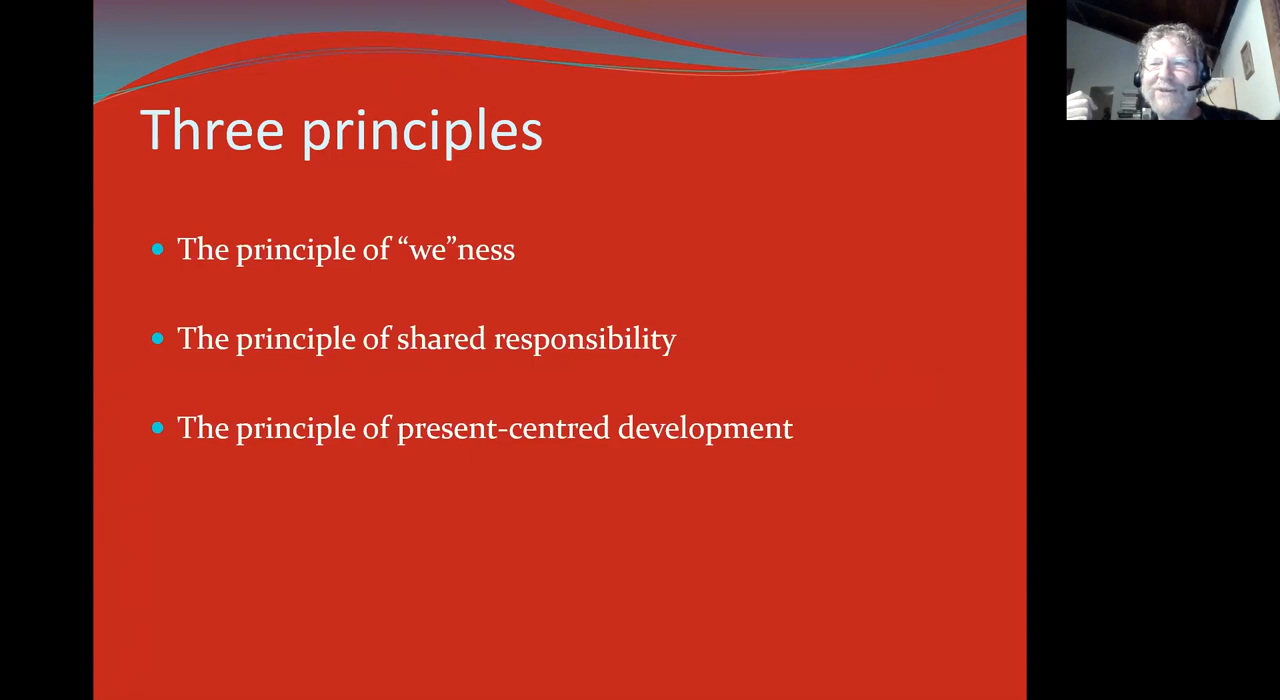 Three principles
The principle of “we”ness
The principle of shared responsibility
The principle of present-centred development